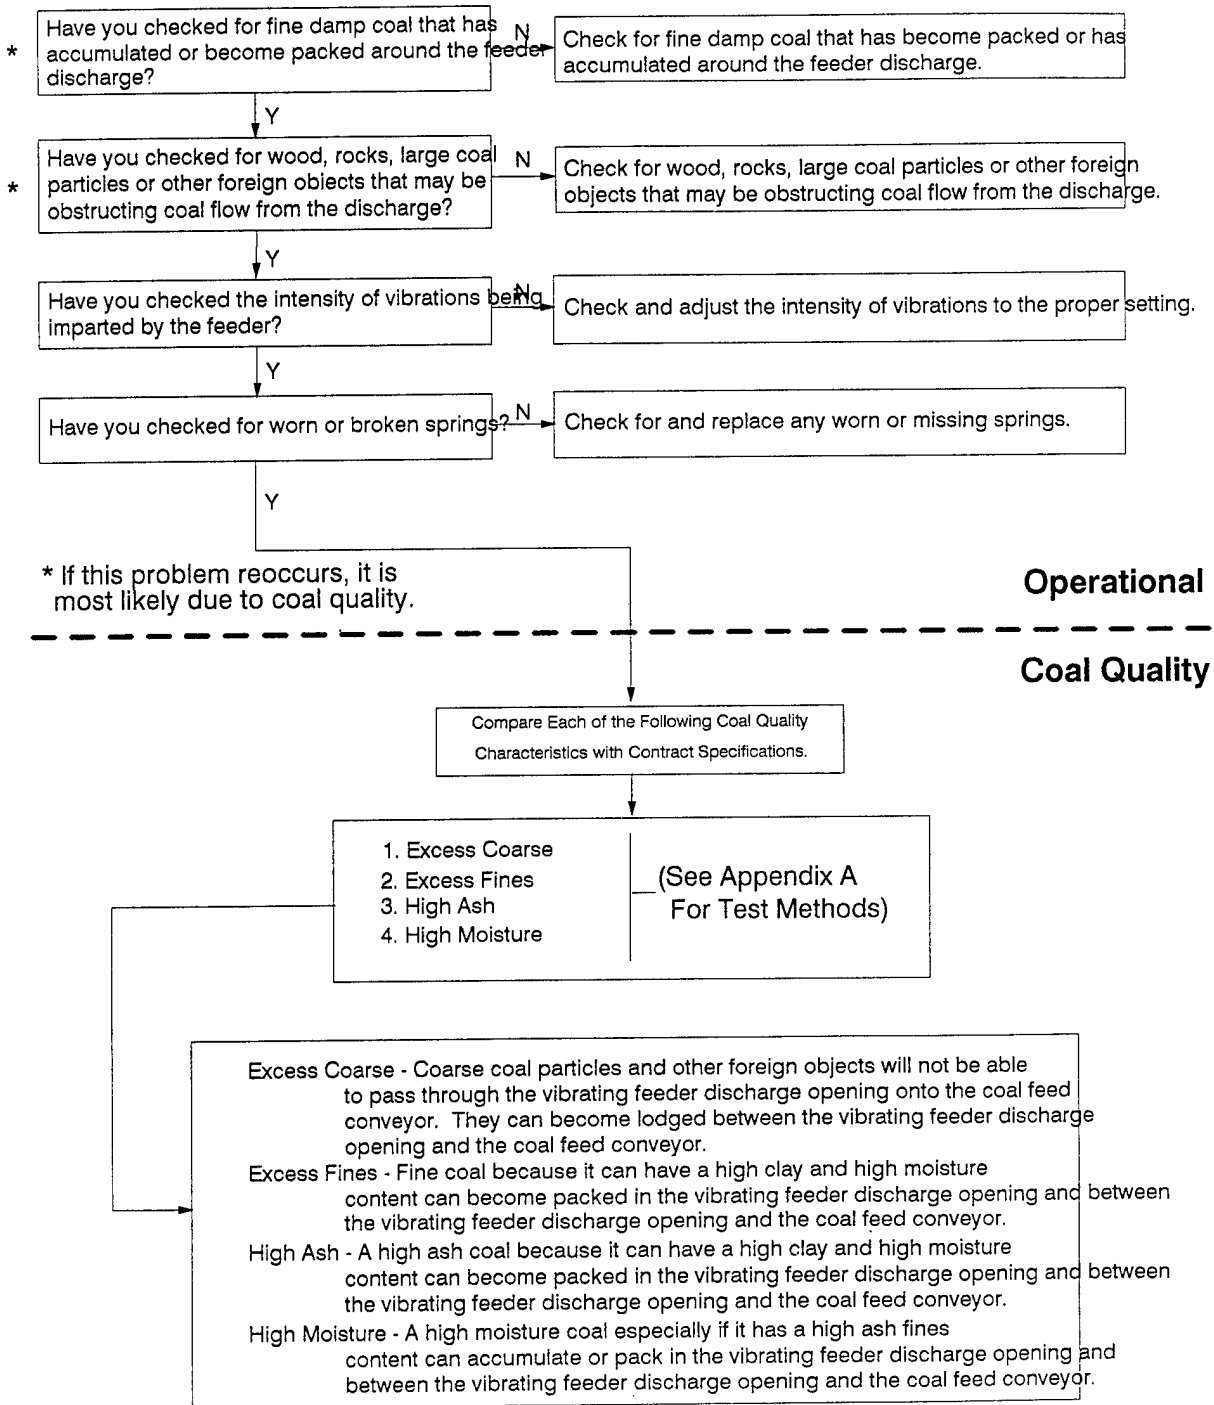 Have you checked for fine damp coal that has
accumulated or become packed around the feeder
discharge?
*
N
Check for fine damp coal that has become packed or has
accumulated around the feeder discharge.
Y
Have you checked for wood, rocks, large coal
particles or other foreign objects that may be
obstructing coal flow from the discharge?
*
N
Check for wood, rocks, large coal particles or other foreign
objects that may be obstructing coal flow from the discharge.
Y
Have you checked the intensity of vibrations being
imparted by the feeder?
N
Check and adjust the intensity of vibrations to the proper setting.
Y
Have you checked for worn or broken springs?
N
Check for and replace any worn or missing springs.
Y
* If this problem reoccurs, it is
most likely due to coal quality.
Operational
Coal Quality
Compare Each of the Following Coal Quality
Characteristics with Contract Specifications.
1. Excess Coarse
2. Excess Fines
3. High Ash
4. High Moisture
(See Appendix A
For Test Methods)
Excess Coarse - Coarse coal particles and other foreign objects will not be able
to pass through the vibrating feeder discharge opening onto the coal feed
conveyor. They can become lodged between the vibrating feeder discharge
opening and the coal feed conveyor.
Excess Fines - Fine coal because it can have a high clay and high moisture
content can become packed in the vibrating feeder discharge opening and between
the vibrating feeder discharge opening and the coal feed conveyor.
High Ash - A high ash coal because it can have a high clay and high moisture
content can become packed in the vibrating feeder discharge opening and between
the vibrating feeder discharge opening and the coal feed conveyor.
High Moisture - A high moisture coal especially if it has a high ash fines
content can accumulate or pack in the vibrating feeder discharge opening and
between the vibrating feeder discharge opening and the coal feed conveyor.